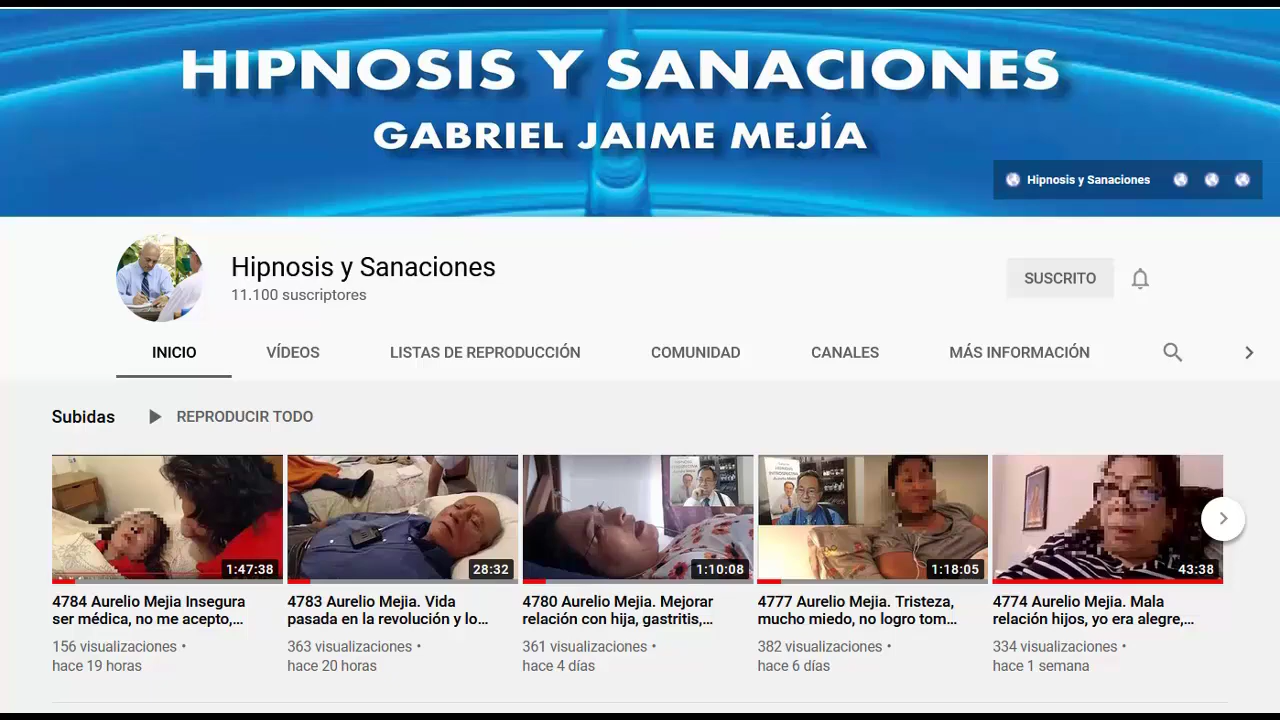 HIPNOSIS Y SANACIONES
GABRIEL JAIME MEJÍA
Hipnosis y Sanaciones
Hipnosis y Sanaciones
11.100 suscriptores
SUSCRITO
INICIO VÍDEOS LISTAS DE REPRODUCCIÓN COMUNIDAD CANALES MÁS INFORMACIÓN
Subidas REPRODUCIR TODO
1:47:38 28:32 1:10:08 1:18:05 43:38
4784 Aurelio Mejia Insegura
ser médica, no me acepto,...
156 visualizaciones •
hace 19 horas
4783 Aurelio Mejia. Vida
pasada en la revolución y lo...
363 visualizaciones •
hace 20 horas
4780 Aurelio Mejia. Mejorar
relación con hija, gastritis,...
361 visualizaciones •
hace 4 días
4777 Aurelio Mejia. Tristeza,
mucho miedo, no logro tom...
382 visualizaciones •
hace 6 días
4774 Aurelio Mejia. Mala
relación hijos, yo era alegre,...
334 visualizaciones •
hace 1 semana